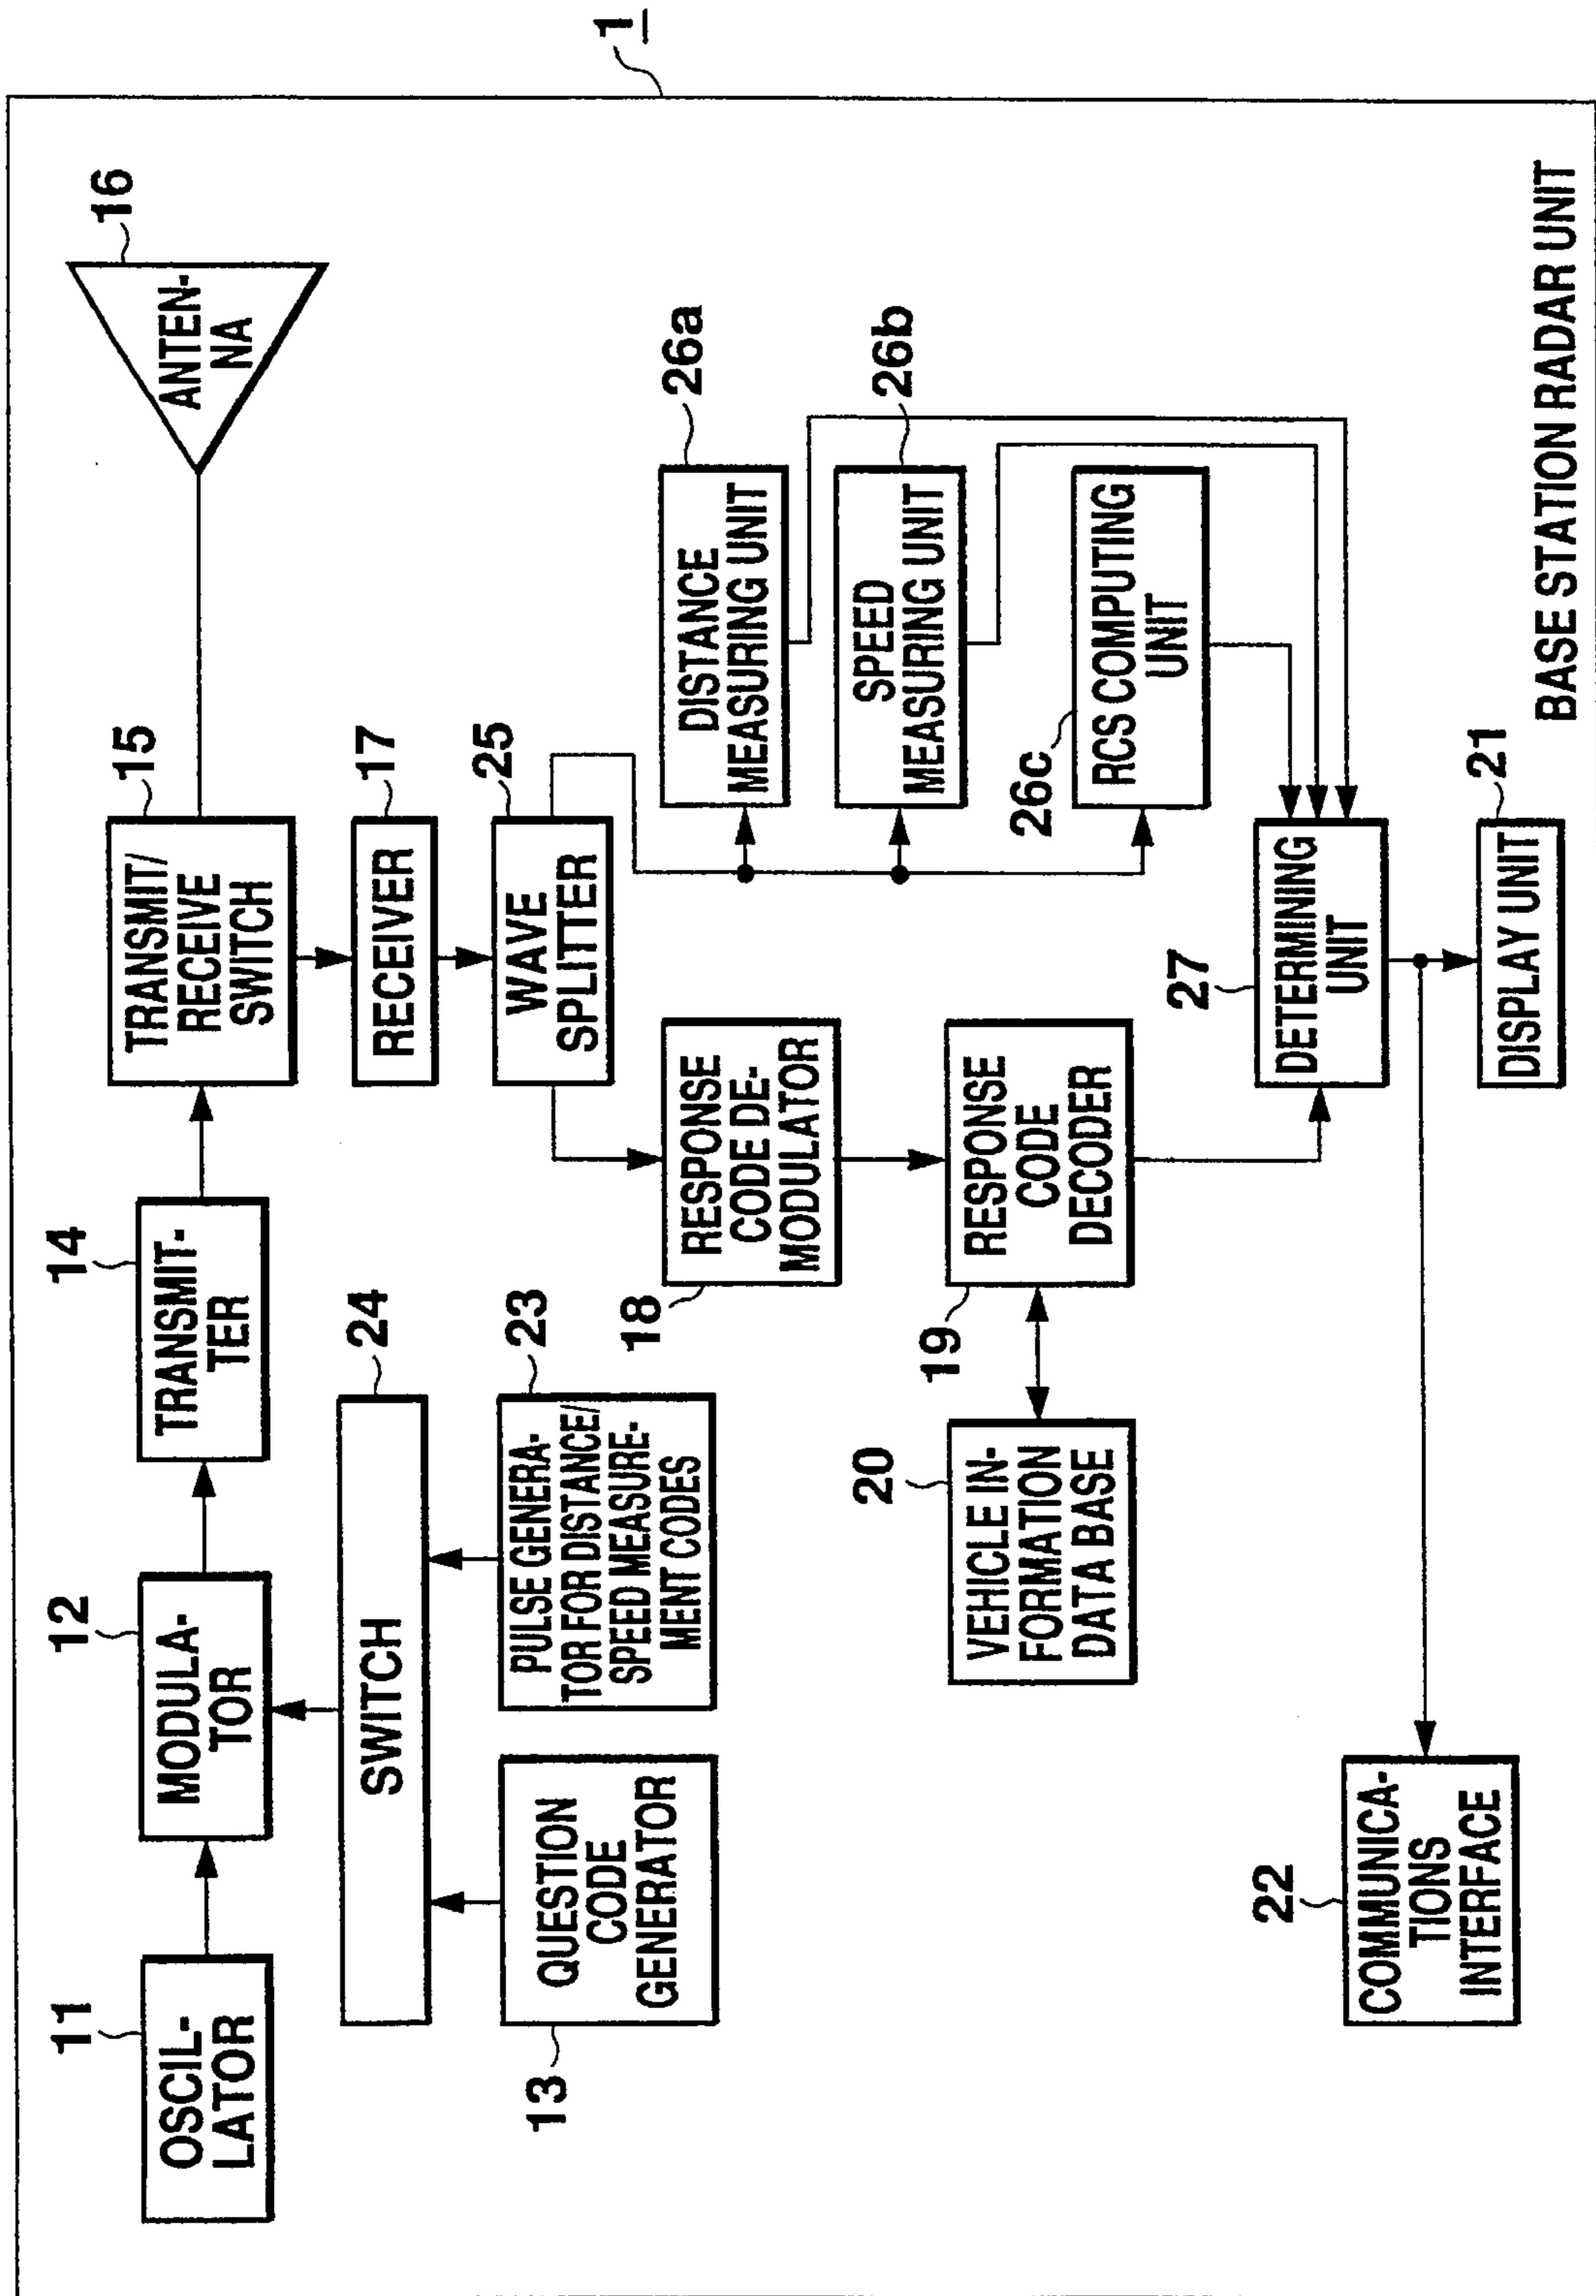 1
16
ANTEN-
NA
15
TRANSMIT/
RECEIVE
SWITCH
14
TRANSMIT-
TER
12
MODULA-
TOR
11
OSCIL-
LATOR
17
RECEIVER
24
SWITCH
25
WAVE
SPLITTER
23
PULSE GENERA-
TOR FOR DISTANCE/
SPEED MEASURE-
MENT CODES
13
QUESTION
CODE
GENERATOR
26a
DISTANCE
MEASURING UNIT
26b
SPEED
MEASURING UNIT
26c
RCS COMPUTING
UNIT
18
RESPONSE
CODE DE-
MODULATOR
19
RESPONSE
CODE
DECODER
20
VEHICLE IN-
FORMATION
DATA BASE
27
DETERMINING
UNIT
21
DISPLAY UNIT
22
COMMUNICA-
TIONS
INTERFACE
BASE STATION RADAR UNIT